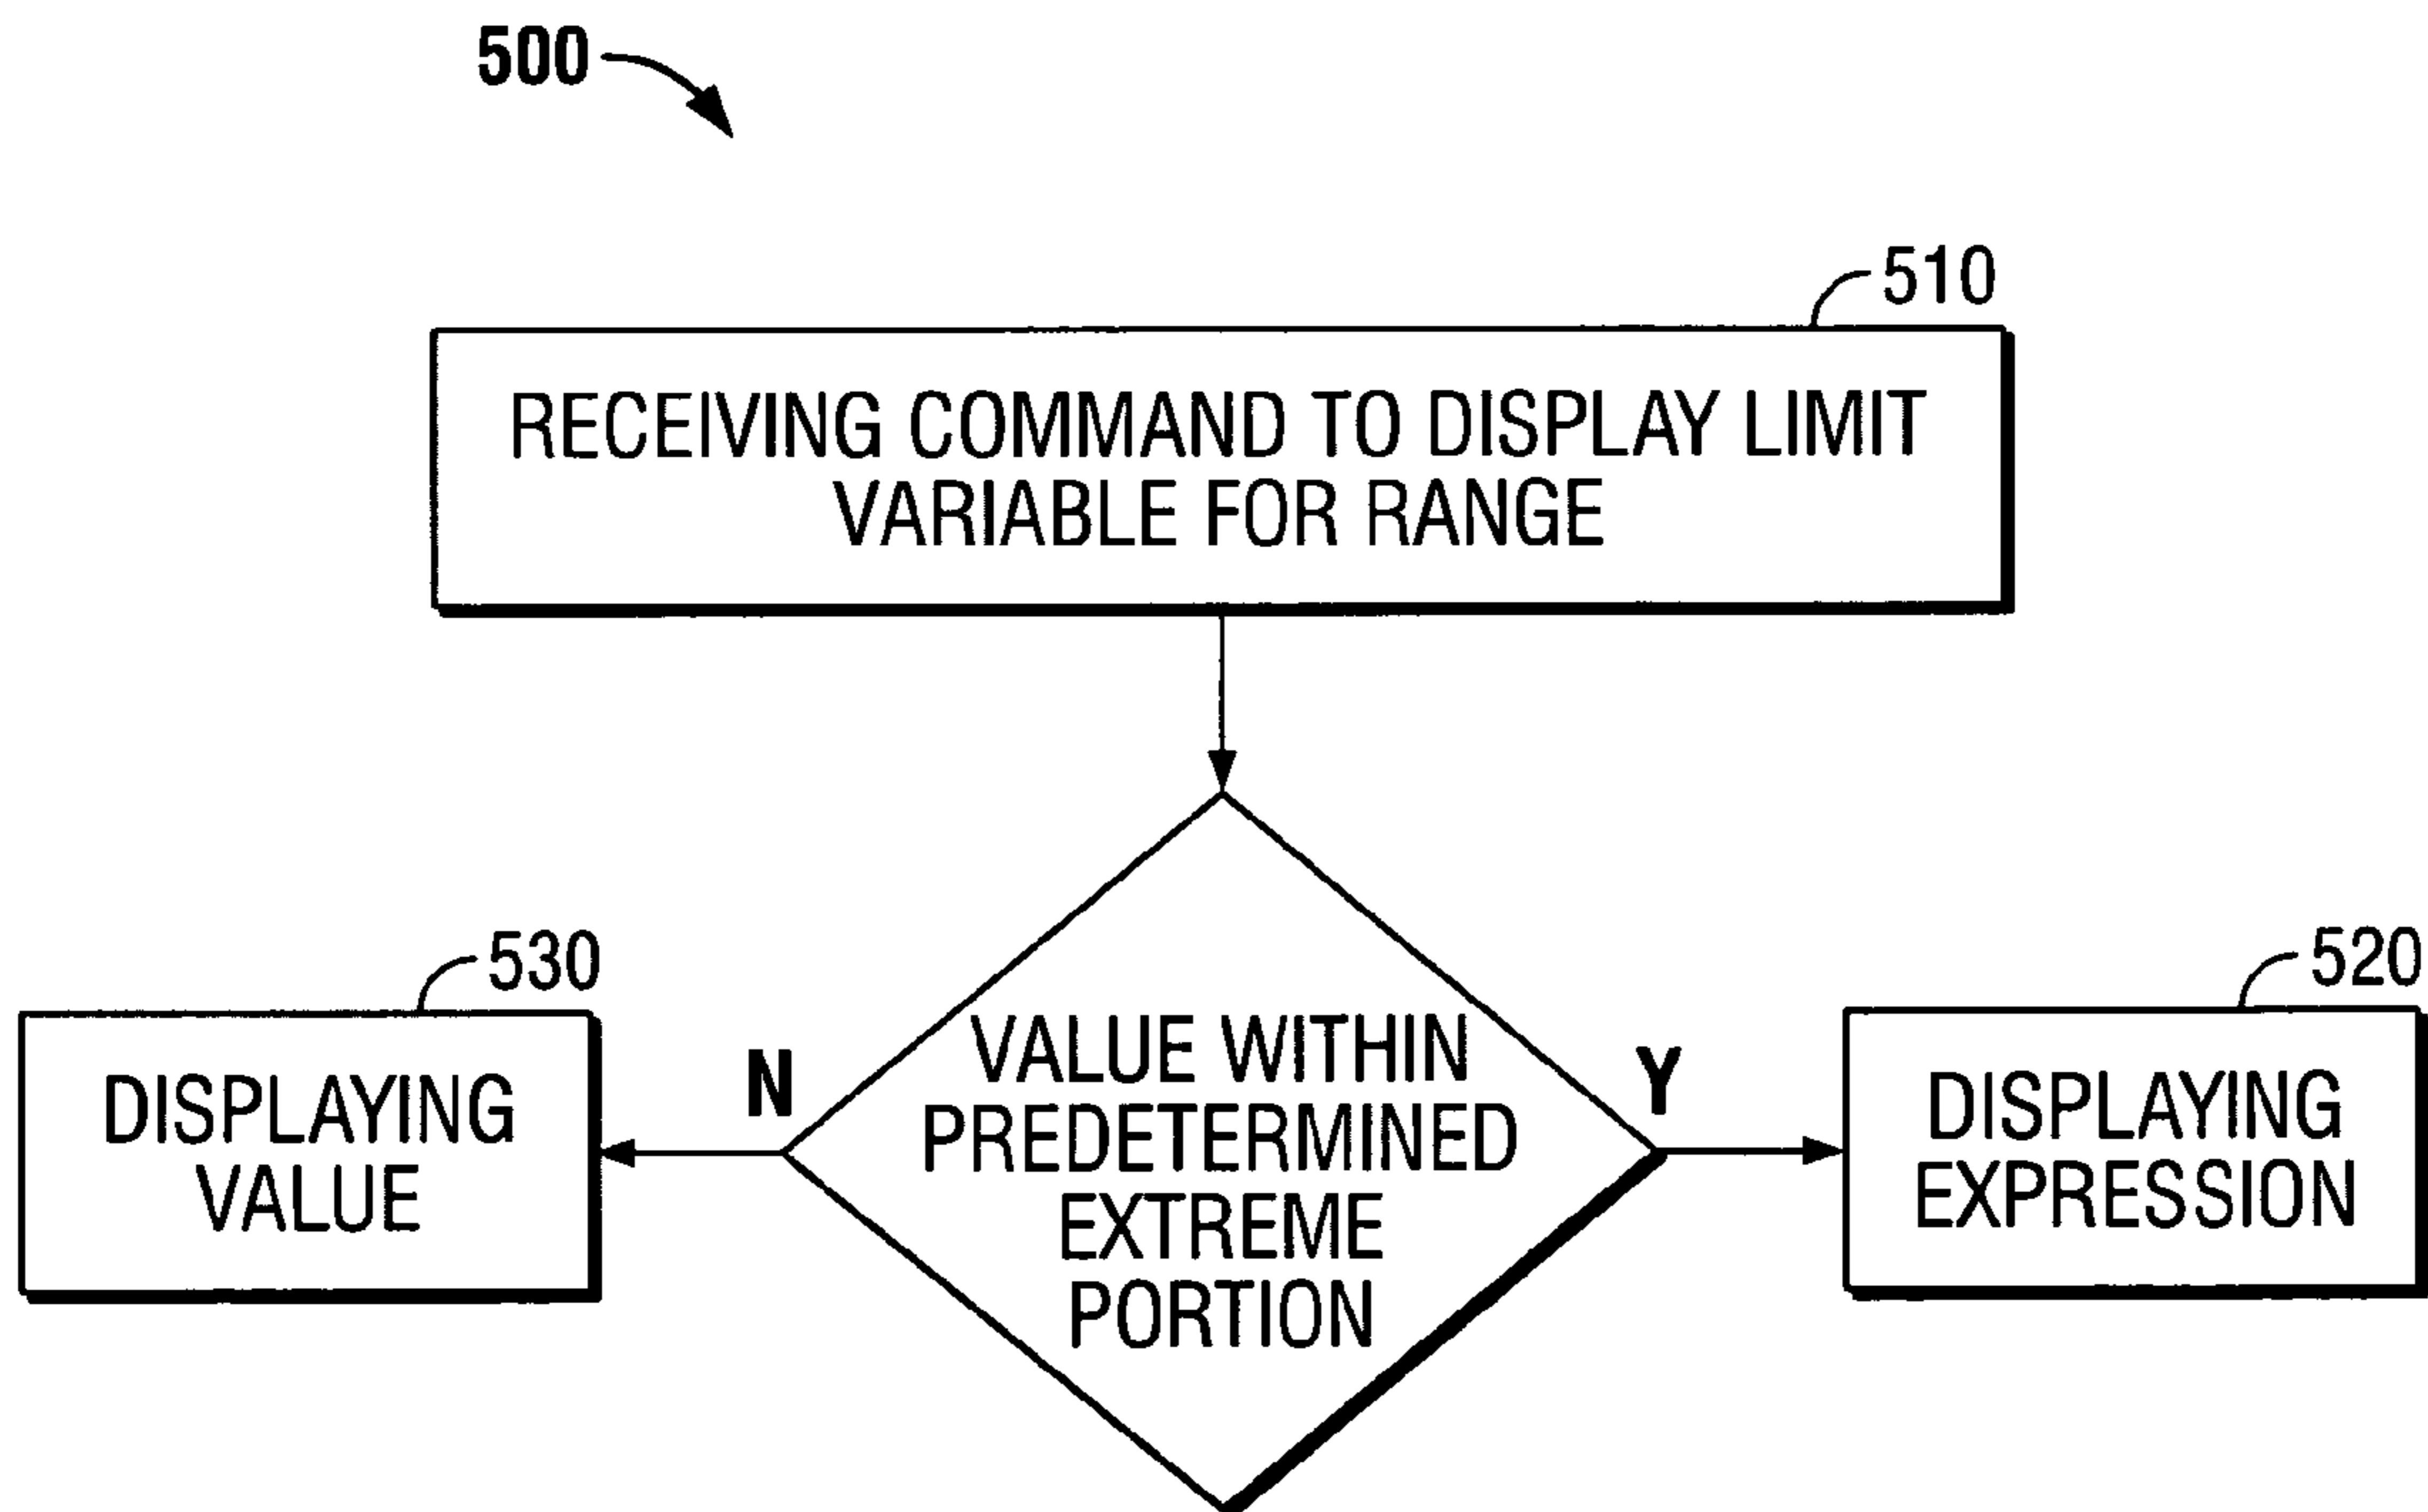 500
510
RECEIVING COMMAND TO DISPLAY LIMIT
VARIABLE FOR RANGE
530
DISPLAYING
VALUE
N
VALUE WITHIN
PREDETERMINED
EXTREME
PORTION
Y
520
DISPLAYING
EXPRESSION